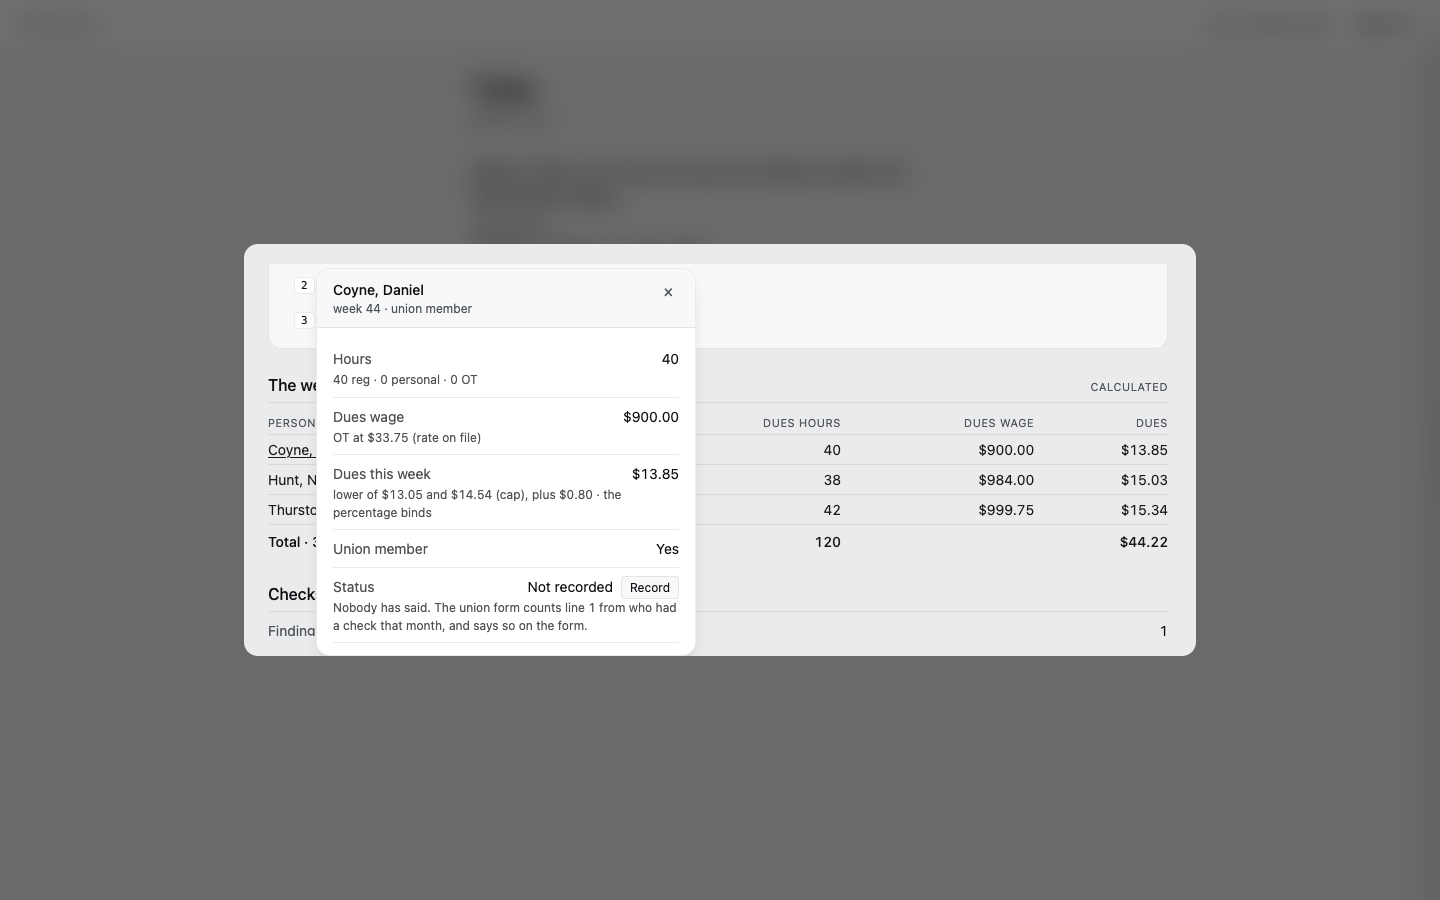 2
3
Coyne, Daniel
×
week 44 · union member
Hours 40
40 reg · 0 personal · 0 OT
Dues wage $900.00
OT at $33.75 (rate on file)
Dues this week $13.85
lower of $13.05 and $14.54 (cap), plus $0.80 · the
percentage binds
Union member Yes
Status Not recorded Record
Nobody has said. The union form counts line 1 from who had
a check that month, and says so on the form.
The
CALCULATED
PERSON DUES HOURS DUES WAGE DUES
Coyne, 40 $900.00 $13.85
Hunt, 38 $984.00 $15.03
42 $999.75 $15.34
Total · 120 $44.22
1